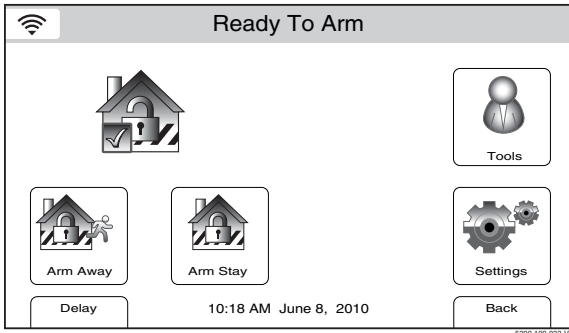 Ready To Arm
Tools
Arm Away
Arm Stay
Settings
Delay
10:18 AM June 8, 2010
Back